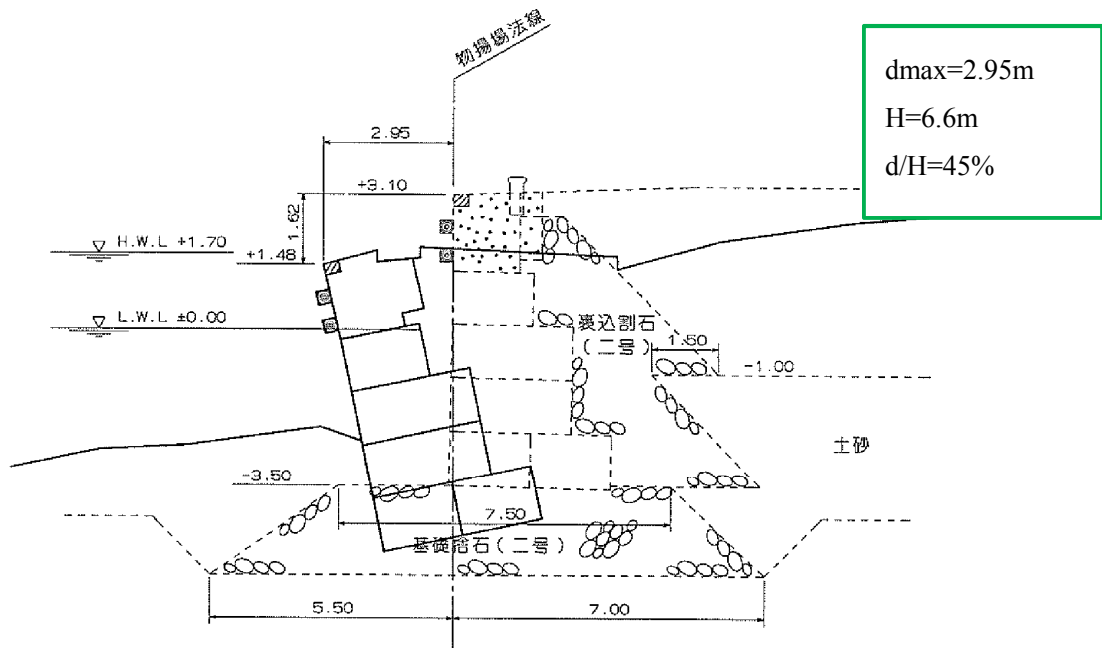 物揚場法線
dmax=2.95m
H=6.6m
d/H=45%
2.95
+3.10
1.62
H.W.L +1.70
+1.48
L.W.L ±0.00
裏込割石
(二号)
1.50
-1.00
土砂
-3.50
7.50
基礎捨石(二号)
5.50
7.00